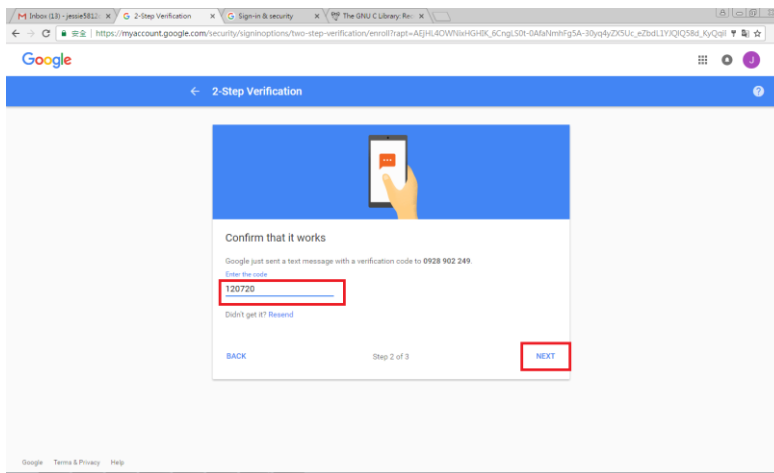 Inbox (13) - jessie5812
2-Step Verification
Sign-in & security
The GNU C Library: Re
安全 | https://myaccount.google.com/security/signinoptions/two-step-verification/enroll?rapt=
Google
J
2-Step Verification
Confirm that it works
Google just sent a text message with a verification code to 0928 902 249.
Enter the code
120720
Didn't get it? Resend
BACK
Step 2 of 3
NEXT
Google Terms & Privacy Help